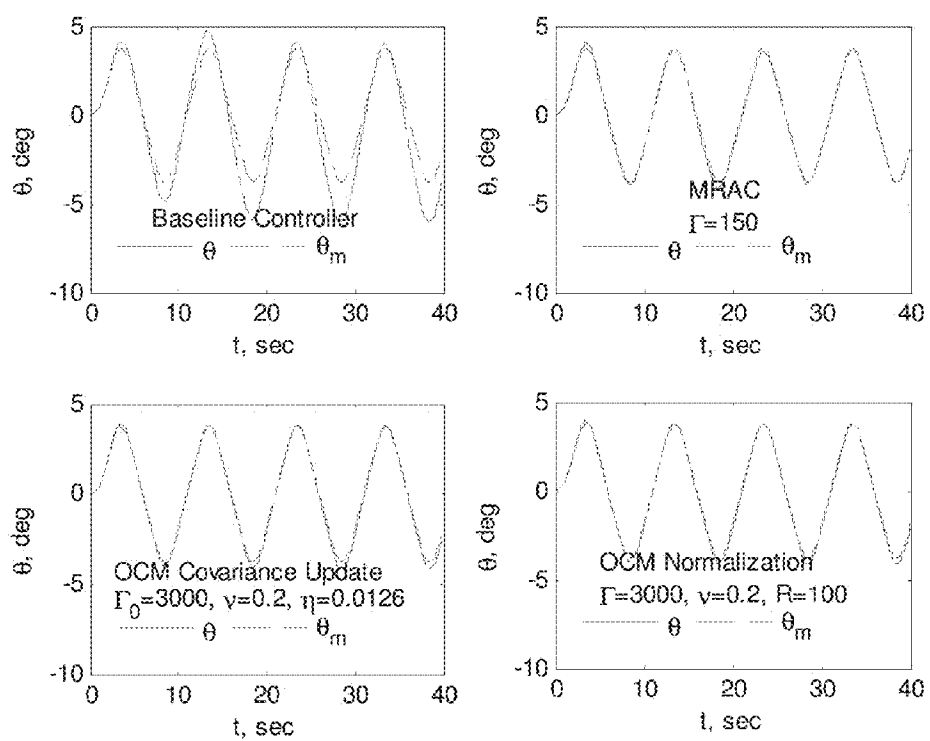 5
0
-5
-10
θ, deg
Baseline Controller
θ θm
0 10 20 30 40
t, sec
5
0
-5
-10
θ, deg
MRAC
Γ=150
θ θm
0 10 20 30 40
t, sec
5
0
-5
-10
θ, deg
OCM Covariance Update
Γ0=3000, ν=0.2, η=0.0126
θ θm
0 10 20 30 40
t, sec
5
0
-5
-10
θ, deg
OCM Normalization
Γ=3000, ν=0.2, R=100
θ θm
0 10 20 30 40
t, sec